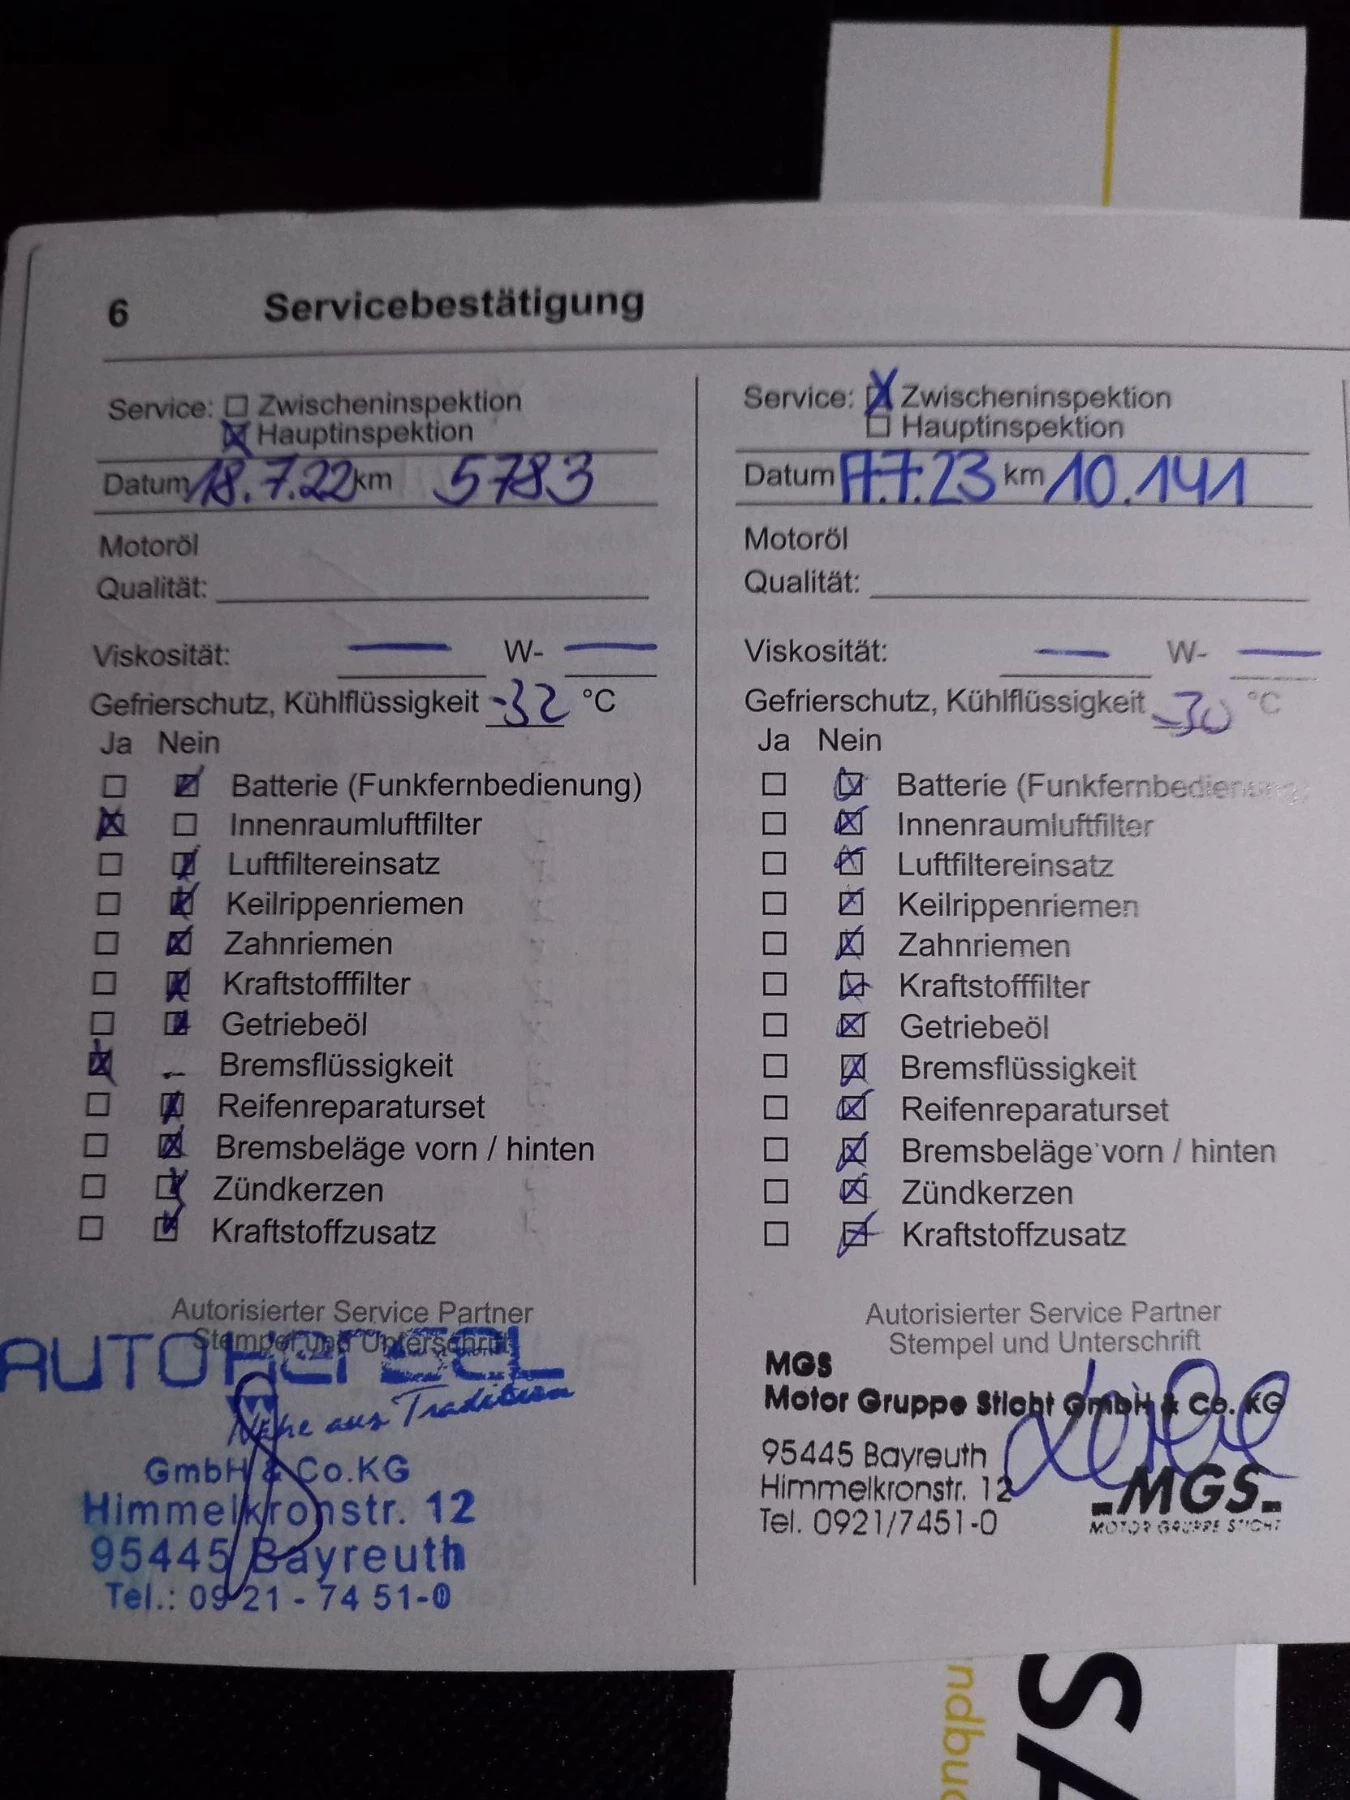 6 Servicebestätigung
Service: Zwischeninspektion
Hauptinspektion
Datum 18.7.22 km 5783
Motoröl
Qualität:
Viskosität: — W- —
Gefrierschutz, Kühlflüssigkeit -32 °C
Ja Nein
Batterie (Funkfernbedienung)
Innenraumluftfilter
Luftfiltereinsatz
Keilrippenriemen
Zahnriemen
Kraftstofffilter
Getriebeöl
Bremsflüssigkeit
Reifenreparaturset
Bremsbeläge vorn / hinten
Zündkerzen
Kraftstoffzusatz
Autorisierter Service Partner
Stempel und Unterschrift
AUTO
Nähe aus Tradition
GmbH & Co.KG
Himmelkronstr. 12
95445 Bayreuth
Tel.: 0921 - 74 51-0
Service: Zwischeninspektion
Hauptinspektion
Datum 17.7.23 km 10.141
Motoröl
Qualität:
Viskosität: — W- —
Gefrierschutz, Kühlflüssigkeit -30 °C
Ja Nein
Batterie (Funkfernbedienung)
Innenraumluftfilter
Luftfiltereinsatz
Keilrippenriemen
Zahnriemen
Kraftstofffilter
Getriebeöl
Bremsflüssigkeit
Reifenreparaturset
Bremsbeläge vorn / hinten
Zündkerzen
Kraftstoffzusatz
Autorisierter Service Partner
Stempel und Unterschrift
MGS
Motor Gruppe Sticht GmbH & Co. KG
95445 Bayreuth
Himmelkronstr. 12
Tel. 0921/7451-0
MGS
MOTOR GRUPPE STICHT
SA
ndbu